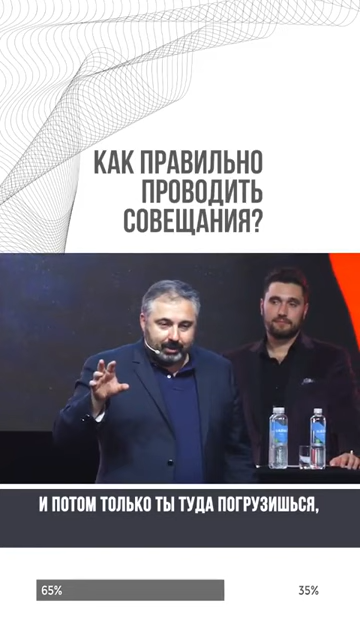 КАК ПРАВИЛЬНО
ПРОВОДИТЬ
СОВЕЩАНИЯ?
И ПОТОМ ТОЛЬКО ТЫ ТУДА ПОГРУЗИШЬСЯ,
65%
35%